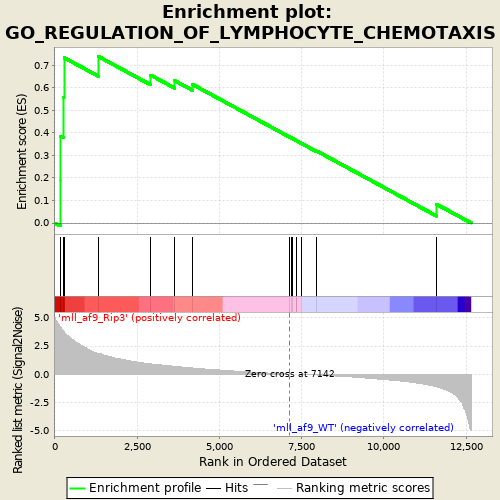 Enrichment plot:
GO_REGULATION_OF_LYMPHOCYTE_CHEMOTAXIS
Enrichment score (ES)
0.7
0.6
0.5
0.4
0.3
0.2
0.1
0.0
'mll_af9_Rip3' (positively correlated)
Ranked list metric (Signal2Noise)
5.0
2.5
0.0
-2.5
-5.0
Zero cross at 7142
'mll_af9_WT' (negatively correlated)
0
2,500
5,000
7,500
10,000
12,500
Rank in Ordered Dataset
Enrichment profile
Hits
Ranking metric scores